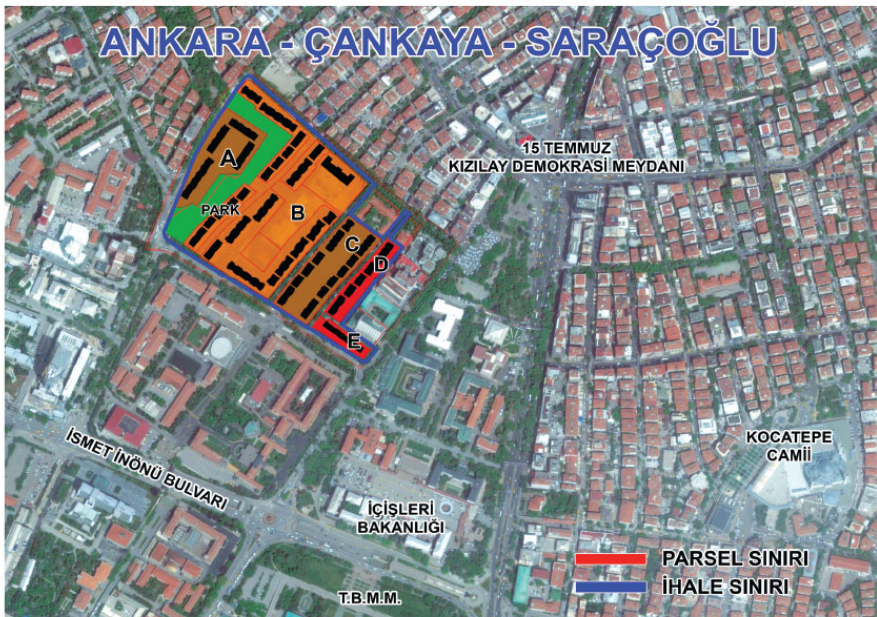 ANKARA - ÇANKAYA - SARAÇOĞLU
15 TEMMUZ
KIZILAY DEMOKRASİ MEYDANI
A
PARK
B
C
D
E
KOCATEPE
CAMİİ
İSMET İNÖNÜ BULVARI
İÇİŞLERİ
BAKANLIĞI
PARSEL SINIRI
İHALE SINIRI
T.B.M.M.